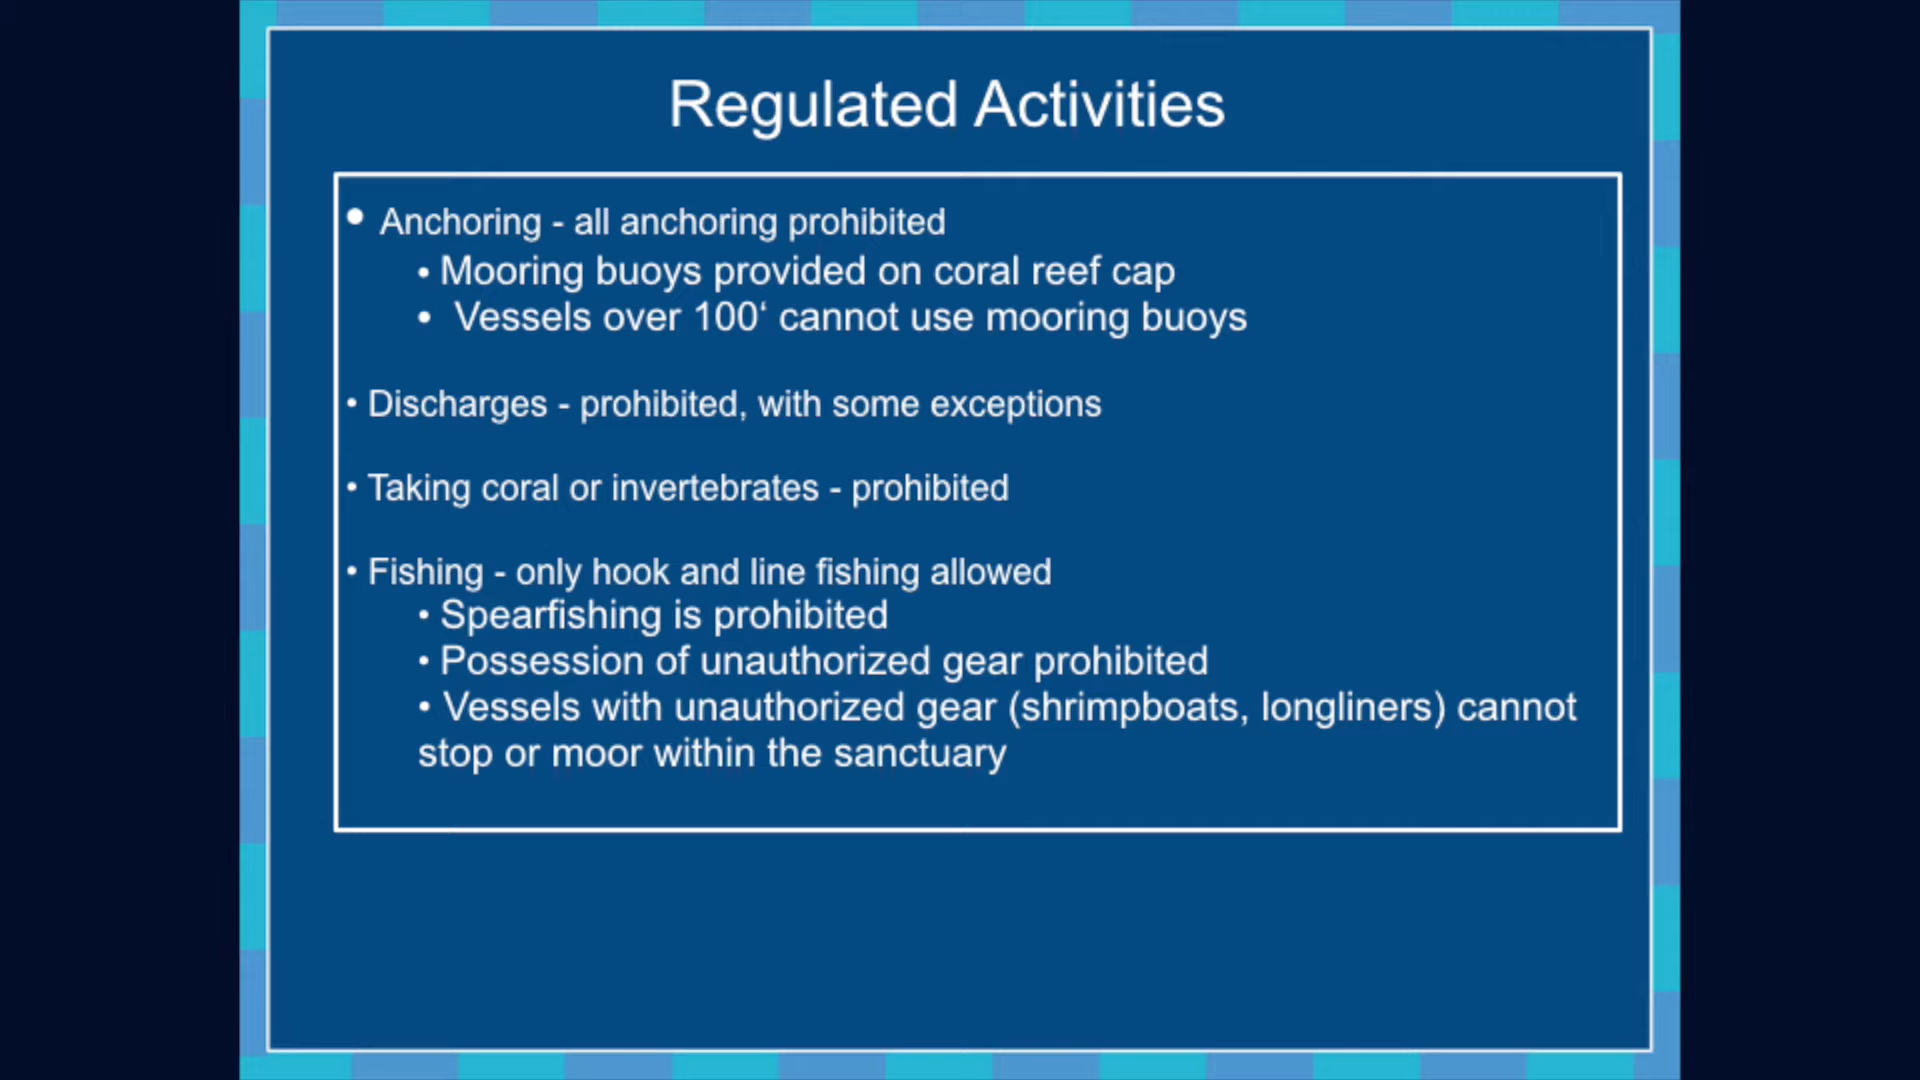 Regulated Activities
• Anchoring - all anchoring prohibited
• Mooring buoys provided on coral reef cap
• Vessels over 100‘ cannot use mooring buoys
• Discharges - prohibited, with some exceptions
• Taking coral or invertebrates - prohibited
• Fishing - only hook and line fishing allowed
• Spearfishing is prohibited
• Possession of unauthorized gear prohibited
• Vessels with unauthorized gear (shrimpboats, longliners) cannot
stop or moor within the sanctuary